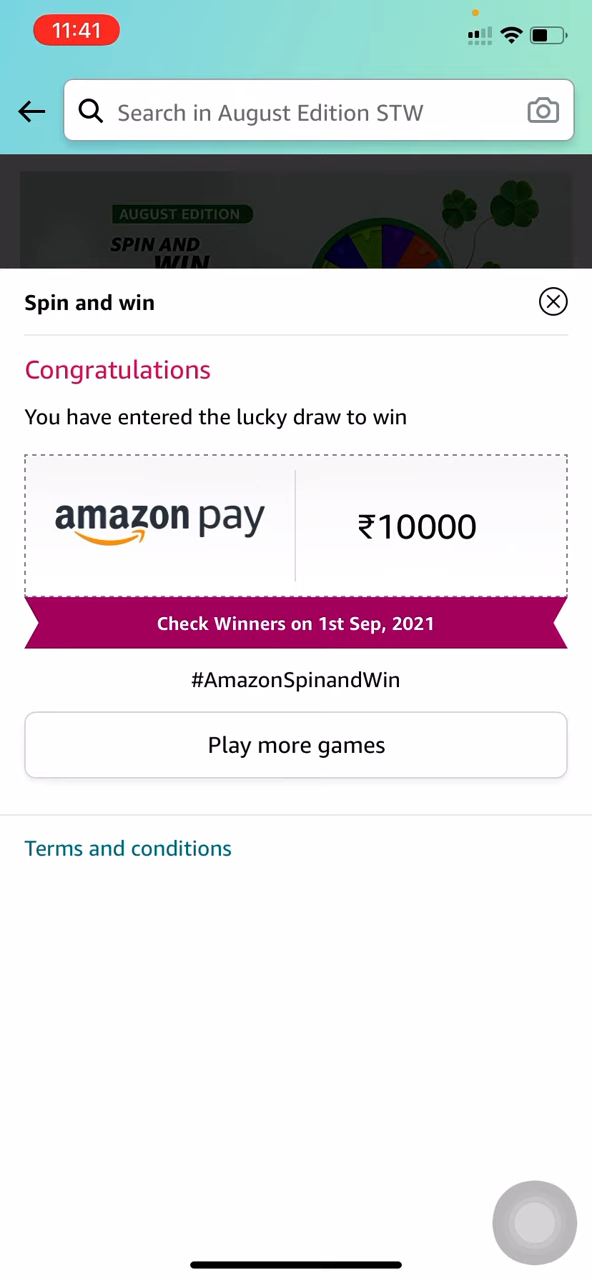 11:41
Search in August Edition STW
AUGUST EDITION
SPIN AND
WIN
Spin and win
Congratulations
You have entered the lucky draw to win
amazon pay
₹10000
Check Winners on 1st Sep, 2021
#AmazonSpinandWin
Play more games
Terms and conditions